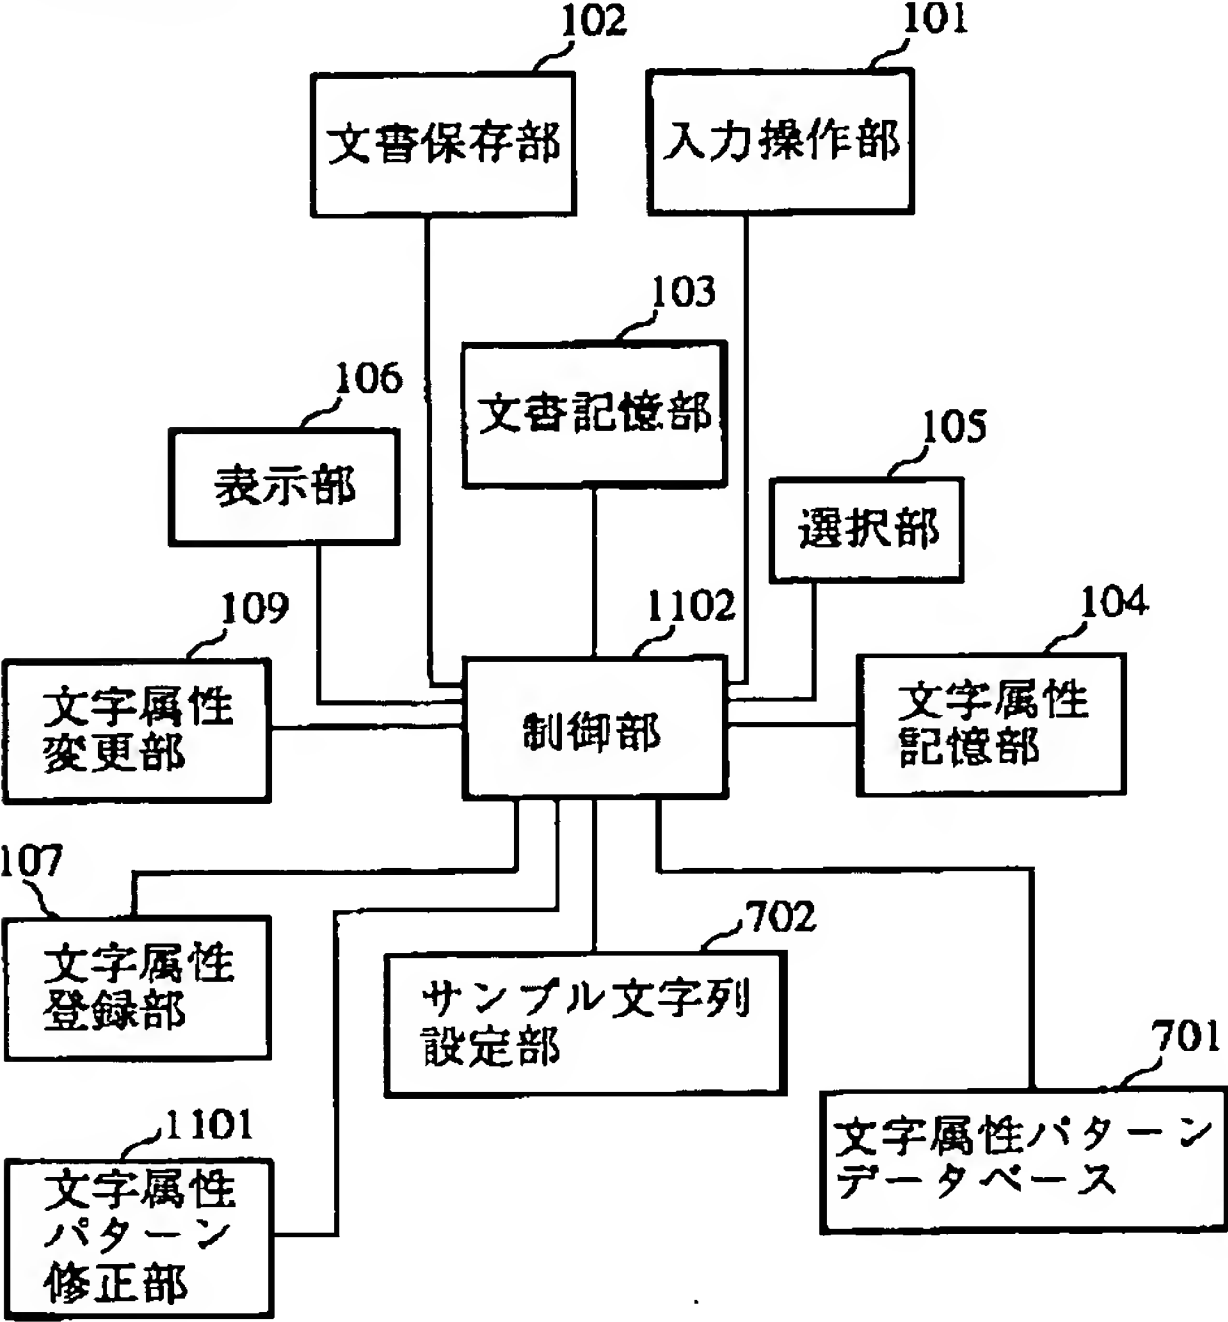 102
101
文書保存部
入力操作部
103
文書記憶部
106
表示部
105
選択部
109
文字属性
変更部
1102
制御部
104
文字属性
記憶部
107
文字属性
登録部
702
サンプル文字列
設定部
701
文字属性パターン
データベース
1101
文字属性
パターン
修正部